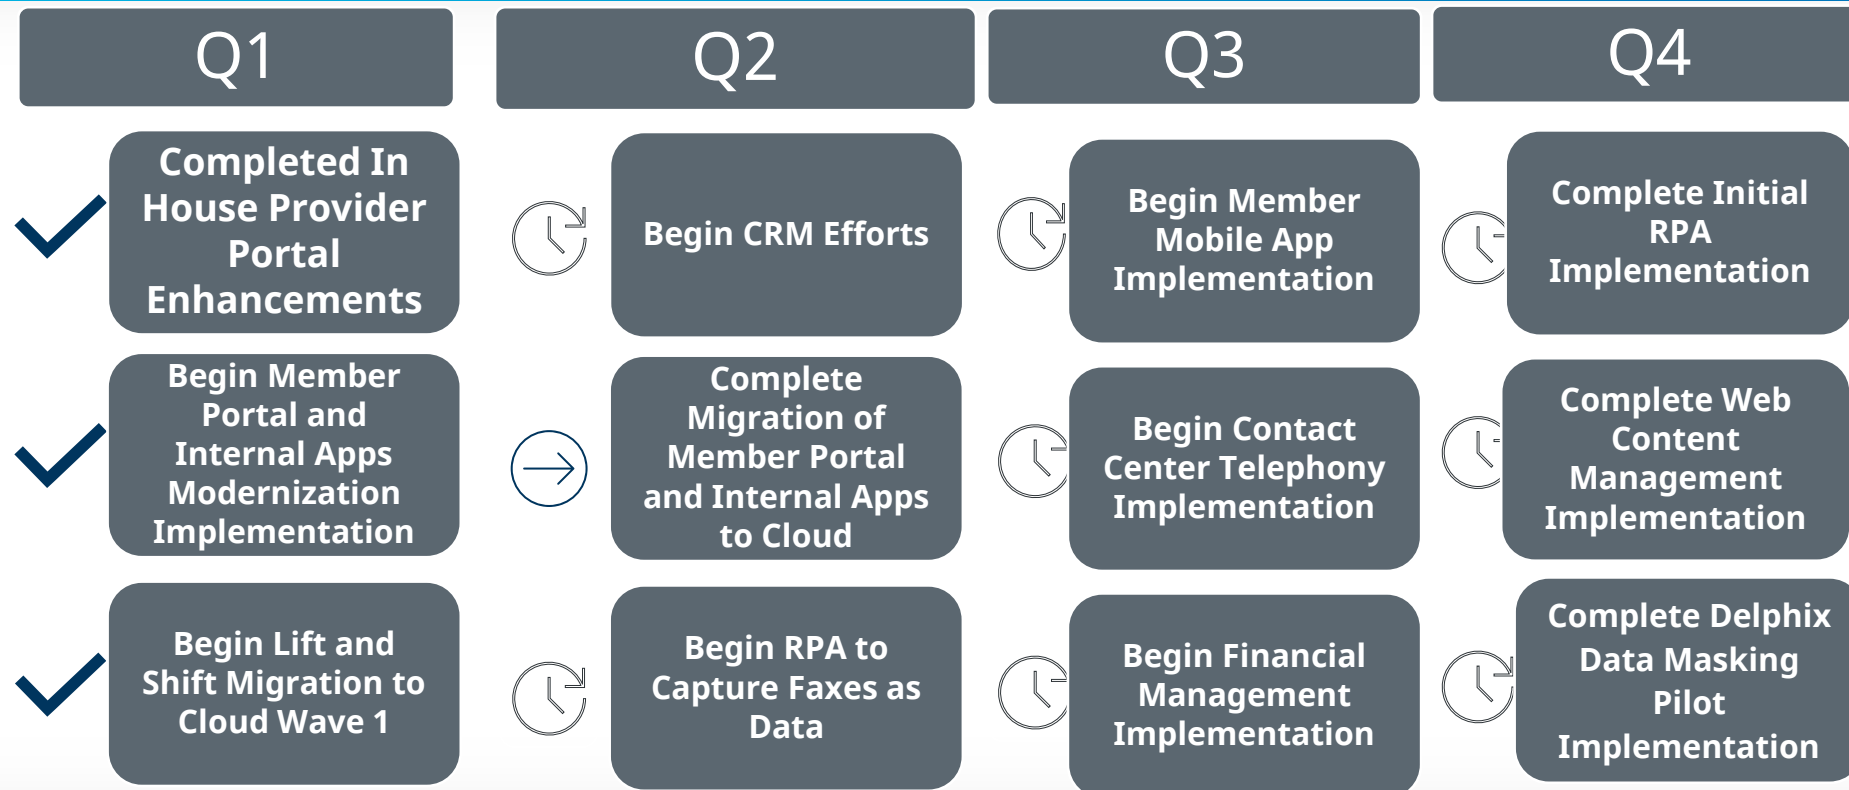 Q1
Completed In
House Provider
Portal
Enhancements
Begin Member
Portal and
Internal Apps
Modernization
Implementation
Begin Lift and
Shift Migration to
Cloud Wave 1
Q2
Begin CRM Efforts
Complete
Migration of
Member Portal
and Internal Apps
to Cloud
Begin RPA to
Capture Faxes as
Data
Q3
Begin Member
Mobile App
Implementation
Begin Contact
Center Telephony
Implementation
Begin Financial
Management
Implementation
Q4
Complete Initial
RPA
Implementation
Complete Web
Content
Management
Implementation
Complete Delphix
Data Masking
Pilot
Implementation